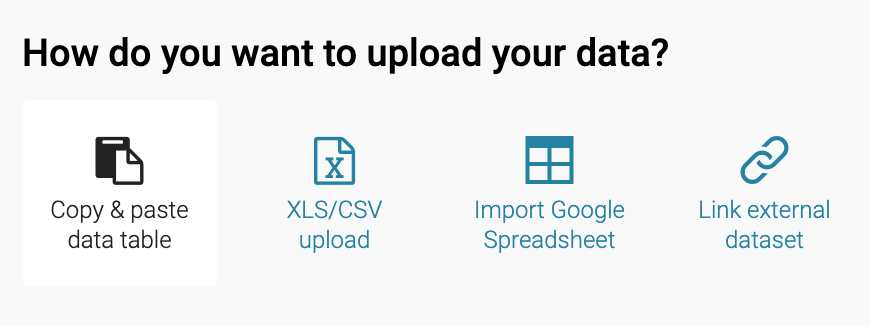 How do you want to upload your data?
Copy & paste
data table
XLS/CSV
upload
Import Google
Spreadsheet
Link external
dataset